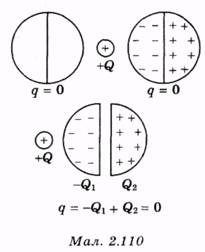 +Q
q = 0 q = 0
+Q
−Q₁ Q₂
q = −Q₁ + Q₂ = 0
Мал. 2.110